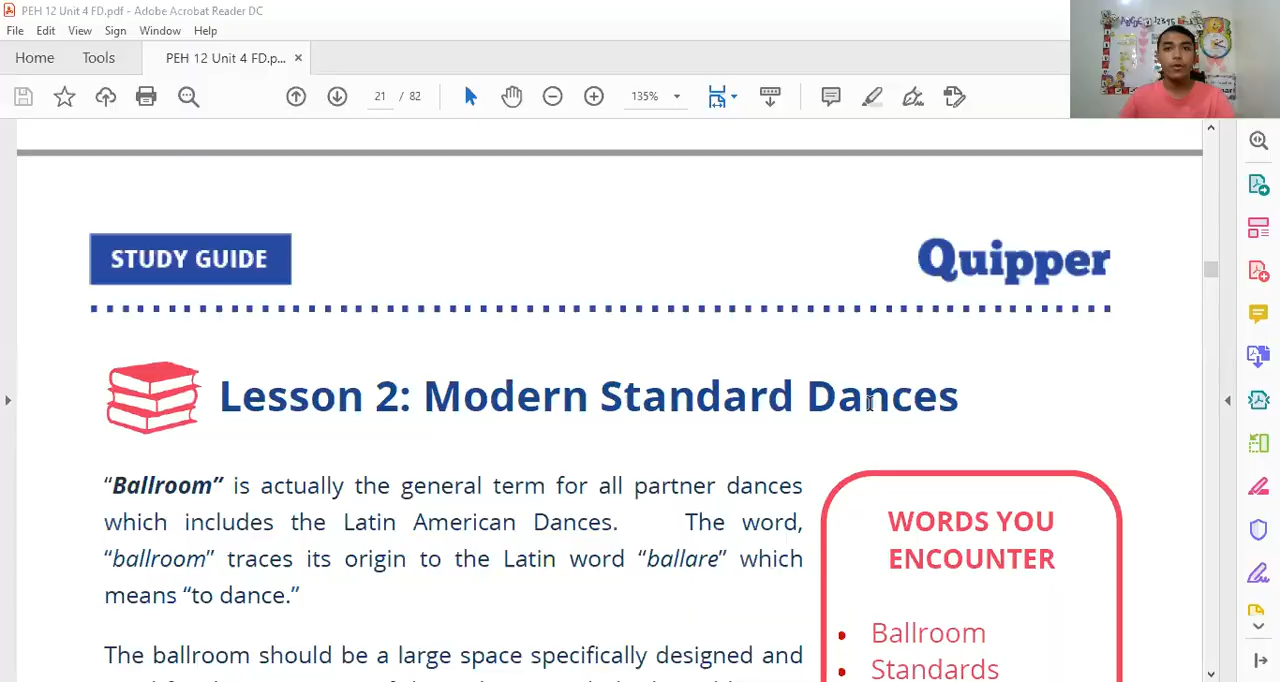 PEH 12 Unit 4 FD.pdf - Adobe Acrobat Reader DC
File Edit View Window Sign Help
Home Tools PEH 12 Unit 4 FD.p... ×
21 / 82 135%
STUDY GUIDE
Quipper
Lesson 2: Modern Standard Dances
“Ballroom” is actually the general term for all partner dances
which includes the Latin American Dances. The word,
“ballroom” traces its origin to the Latin word “ballare” which
means “to dance.”
The ballroom should be a large space specifically designed and
WORDS YOU
ENCOUNTER
• Ballroom
• Standards